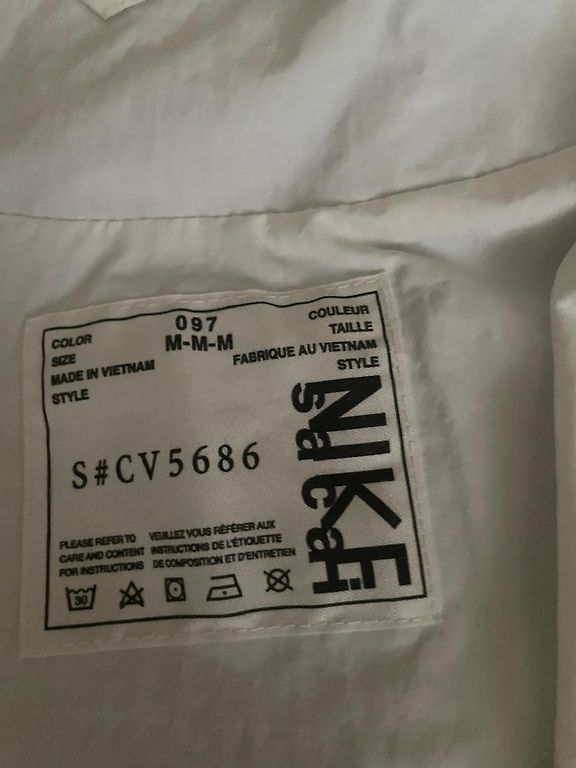 COLOR 097 COULEUR
SIZE M-M-M TAILLE
MADE IN VIETNAM FABRIQUE AU VIETNAM
STYLE STYLE
S#CV5686
NIKE
sacai
PLEASE REFER TO VEUILLEZ VOUS RÉFÉRER AUX
CARE AND CONTENT INSTRUCTIONS DE L'ÉTIQUETTE
FOR INSTRUCTIONS DE COMPOSITION ET D'ENTRETIEN
30